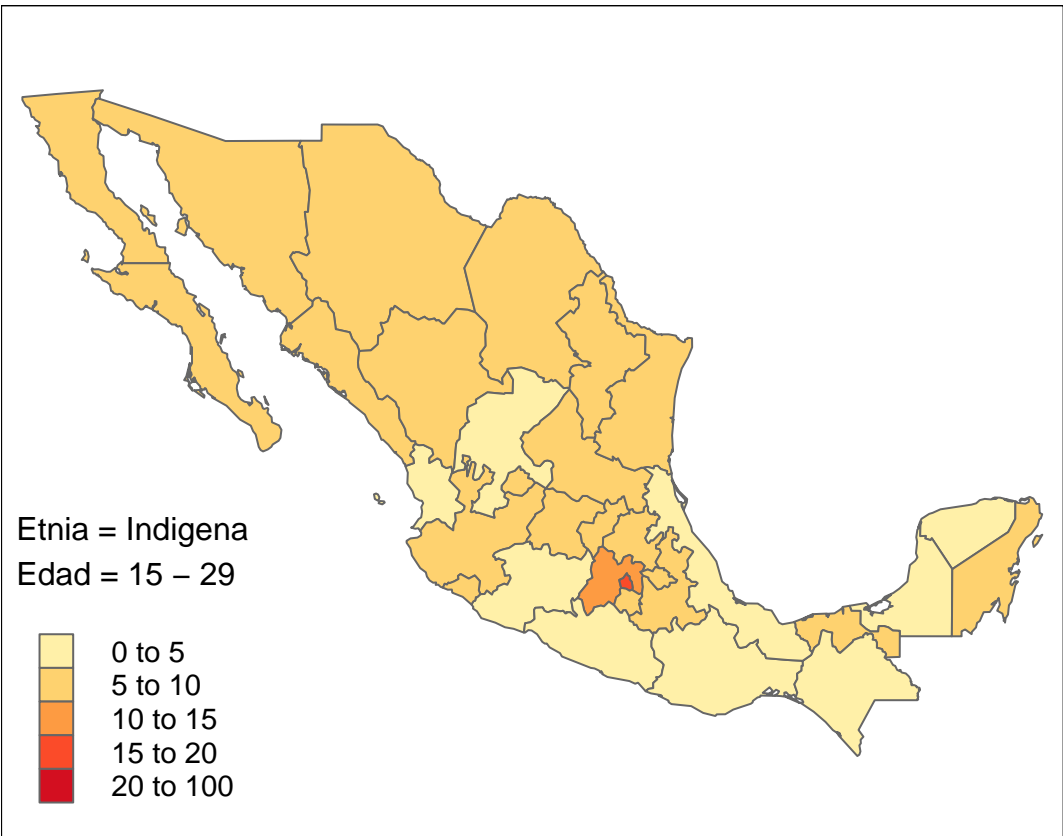 Etnia = Indigena
Edad = 15 – 29
0 to 5
5 to 10
10 to 15
15 to 20
20 to 100